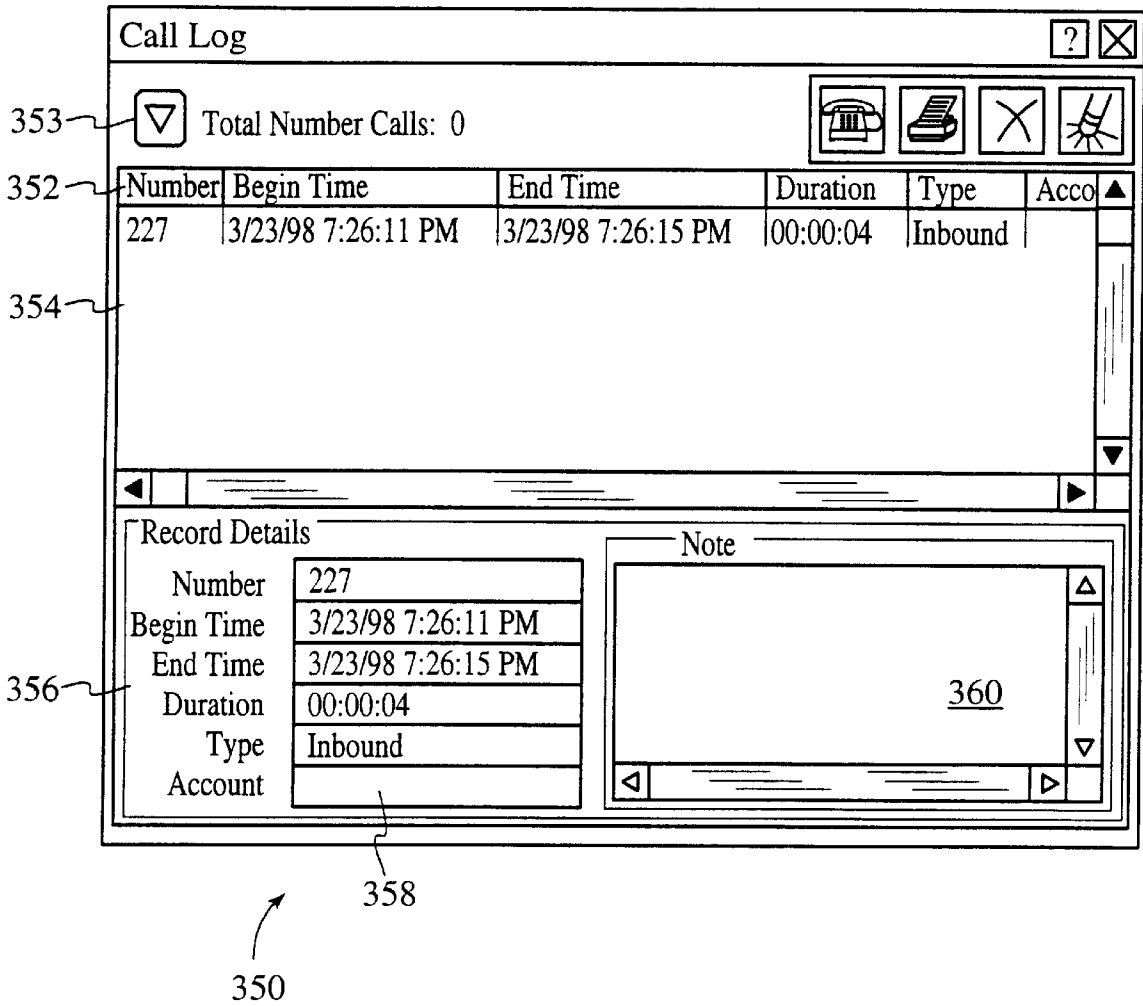 Call Log ?
353 Total Number Calls: 0
352 Number Begin Time End Time Duration Type Acco
227 3/23/98 7:26:11 PM 3/23/98 7:26:15 PM 00:00:04 Inbound
354
Record Details
Number 227
Begin Time 3/23/98 7:26:11 PM
End Time 3/23/98 7:26:15 PM
356
Duration 00:00:04
Type Inbound
Account
Note
360
358
350